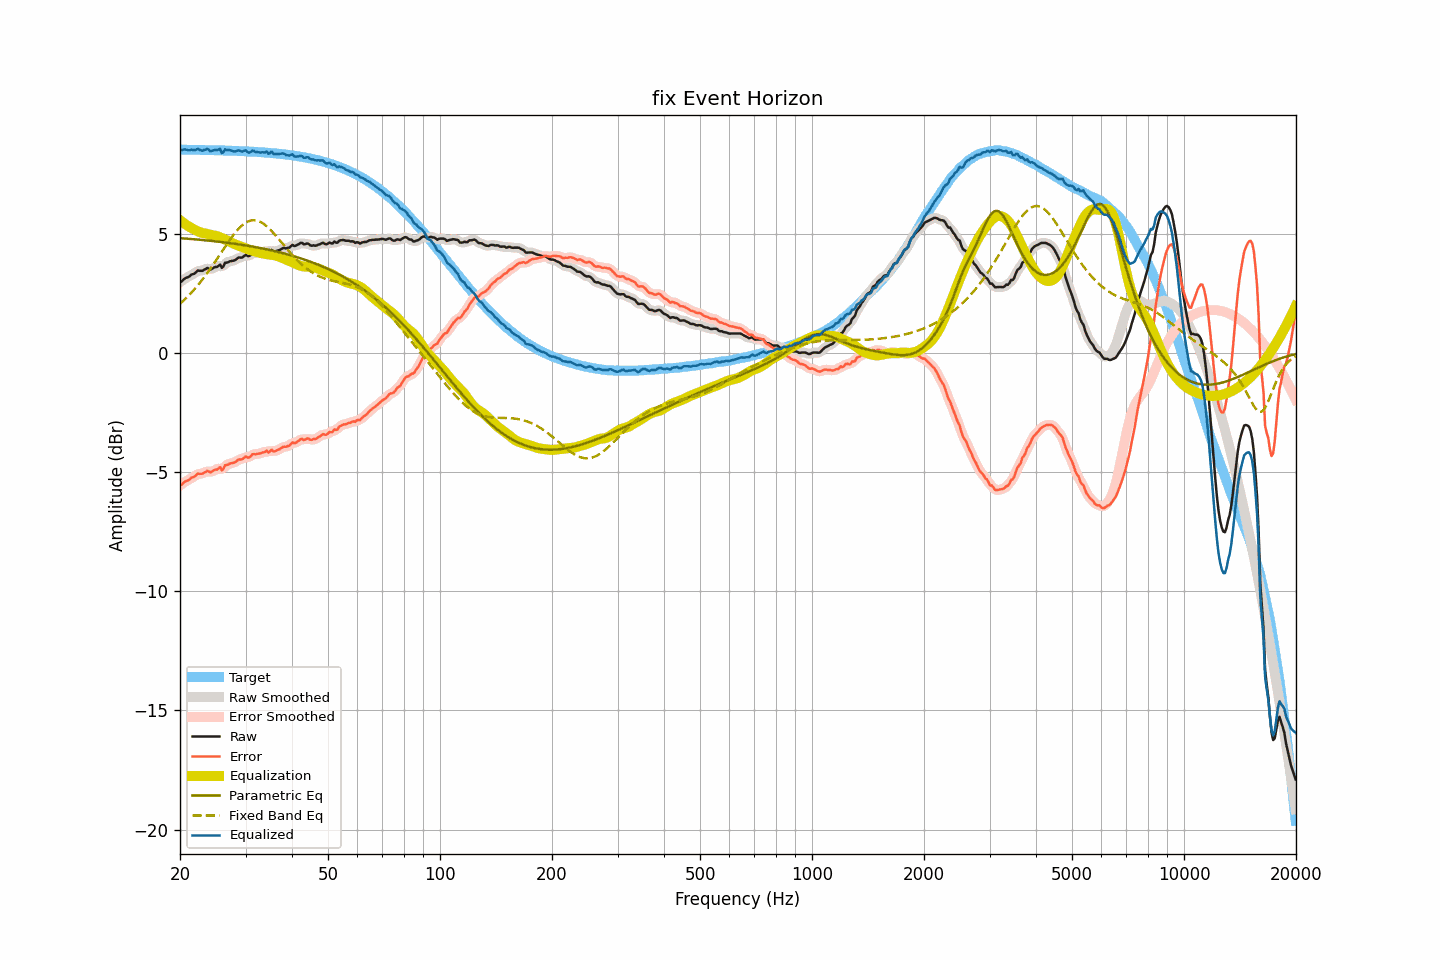 fix Event Horizon
Amplitude (dBr)
5
0
−5
−10
−15
−20
Target
Raw Smoothed
Error Smoothed
Raw
Error
Equalization
Parametric Eq
Fixed Band Eq
Equalized
20 50 100 200 500 1000 2000 5000 10000 20000
Frequency (Hz)